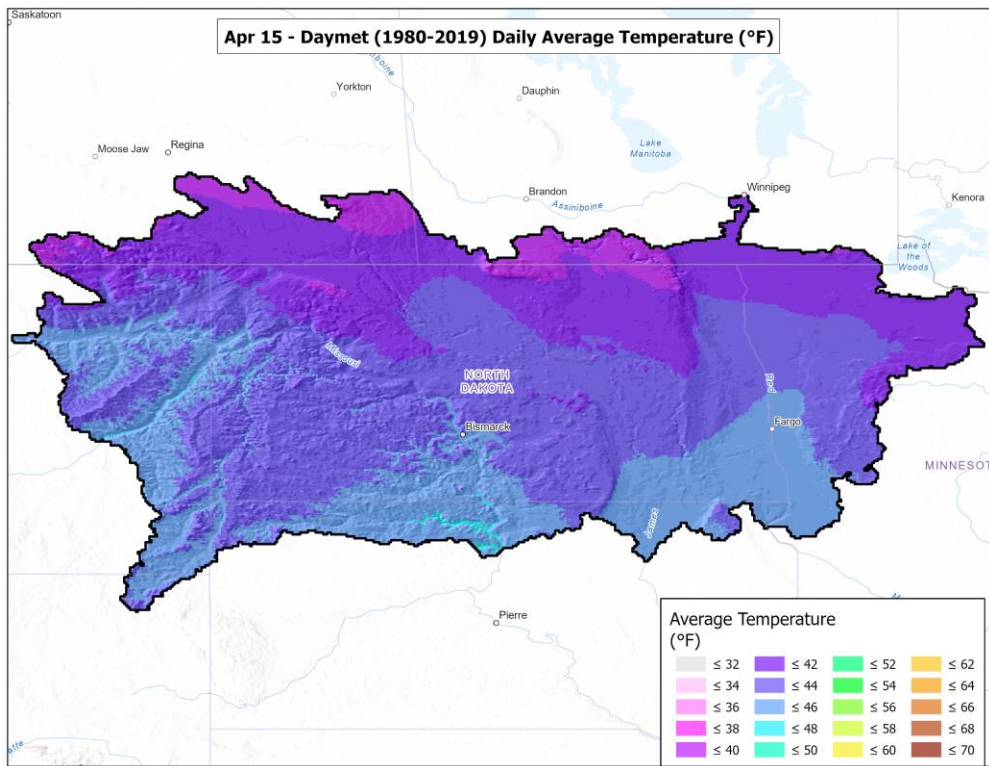 Saskatoon
Apr 15 - Daymet (1980-2019) Daily Average Temperature (°F)
Yorkton
Dauphin
Moose Jaw
Regina
Lake
Manitoba
Brandon
Assiniboine
Winnipeg
Kenora
Lake of
the
Woods
Missouri
NORTH
DAKOTA
Red
Bismarck
Fargo
MINNESOT
James
Pierre
Average Temperature
(°F)
≤ 32 ≤ 42 ≤ 52 ≤ 62
≤ 34 ≤ 44 ≤ 54 ≤ 64
≤ 36 ≤ 46 ≤ 56 ≤ 66
≤ 38 ≤ 48 ≤ 58 ≤ 68
≤ 40 ≤ 50 ≤ 60 ≤ 70